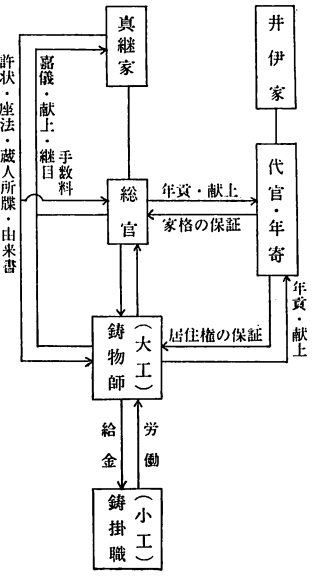 真継家
井伊家
許状・座法・蔵人所牒・由来書
嘉儀・献上・継目
手数料
総官
年貢・献上
家格の保証
代官・年寄
年貢・献上
居住権の保証
鋳物師
(大工)
給金
労働
鋳掛職
(小工)